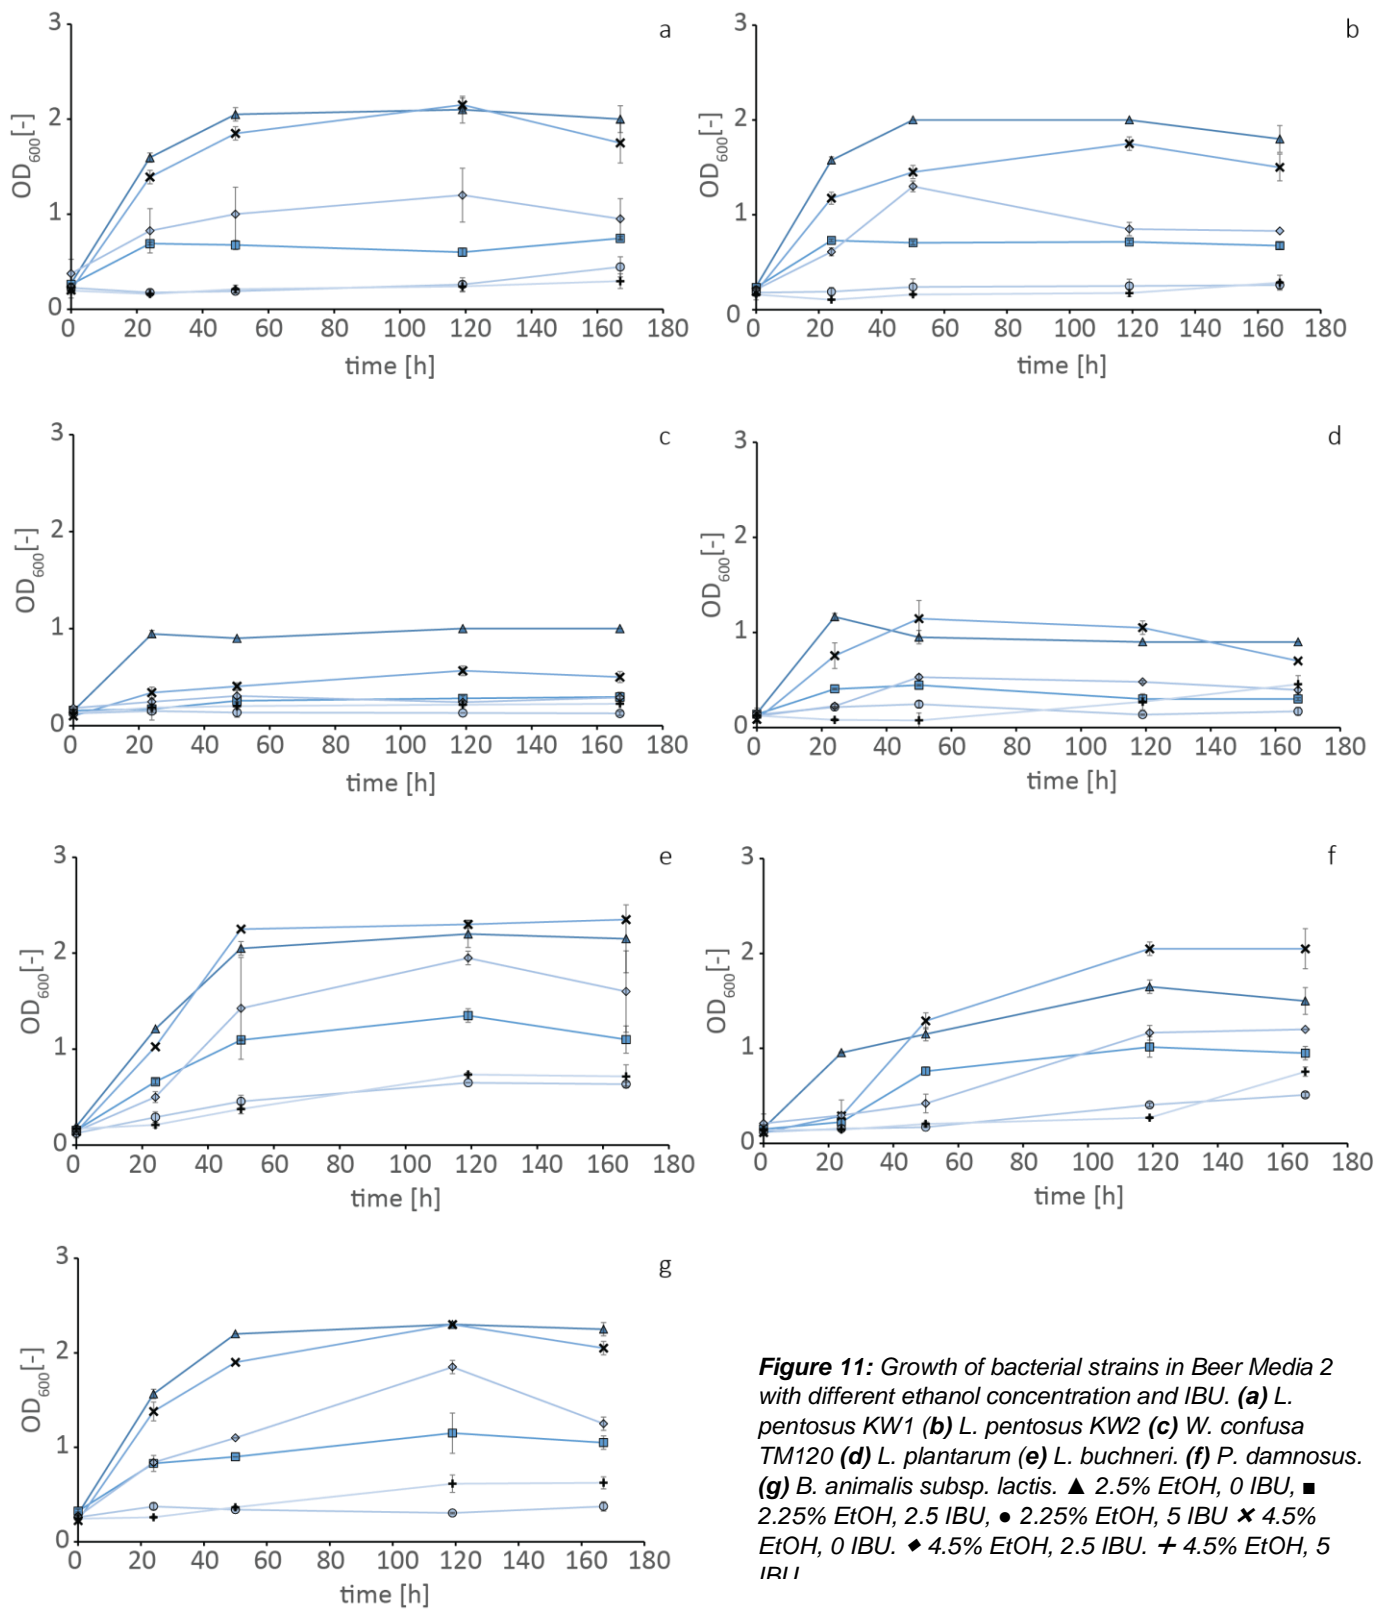 3
2
1
0
OD600[-]
a
0 20 40 60 80 100 120 140 160 180
time [h]
3
2
1
0
OD600[-]
b
0 20 40 60 80 100 120 140 160 180
time [h]
3
2
1
0
OD600[-]
c
0 20 40 60 80 100 120 140 160 180
time [h]
3
2
1
0
OD600[-]
d
0 20 40 60 80 100 120 140 160 180
time [h]
3
2
1
0
OD600[-]
e
0 20 40 60 80 100 120 140 160 180
time [h]
3
2
1
0
OD600[-]
f
0 20 40 60 80 100 120 140 160 180
time [h]
3
2
1
0
OD600[-]
g
0 20 40 60 80 100 120 140 160 180
time [h]
Figure 11: Growth of bacterial strains in Beer Media 2
with different ethanol concentration and IBU. (a) L.
pentosus KW1 (b) L. pentosus KW2 (c) W. confusa
TM120 (d) L. plantarum (e) L. buchneri. (f) P. damnosus.
(g) B. animalis subsp. lactis. ▲ 2.5% EtOH, 0 IBU, ■
2.25% EtOH, 2.5 IBU, ● 2.25% EtOH, 5 IBU ✖ 4.5%
EtOH, 0 IBU. ◆ 4.5% EtOH, 2.5 IBU. + 4.5% EtOH, 5
IBU